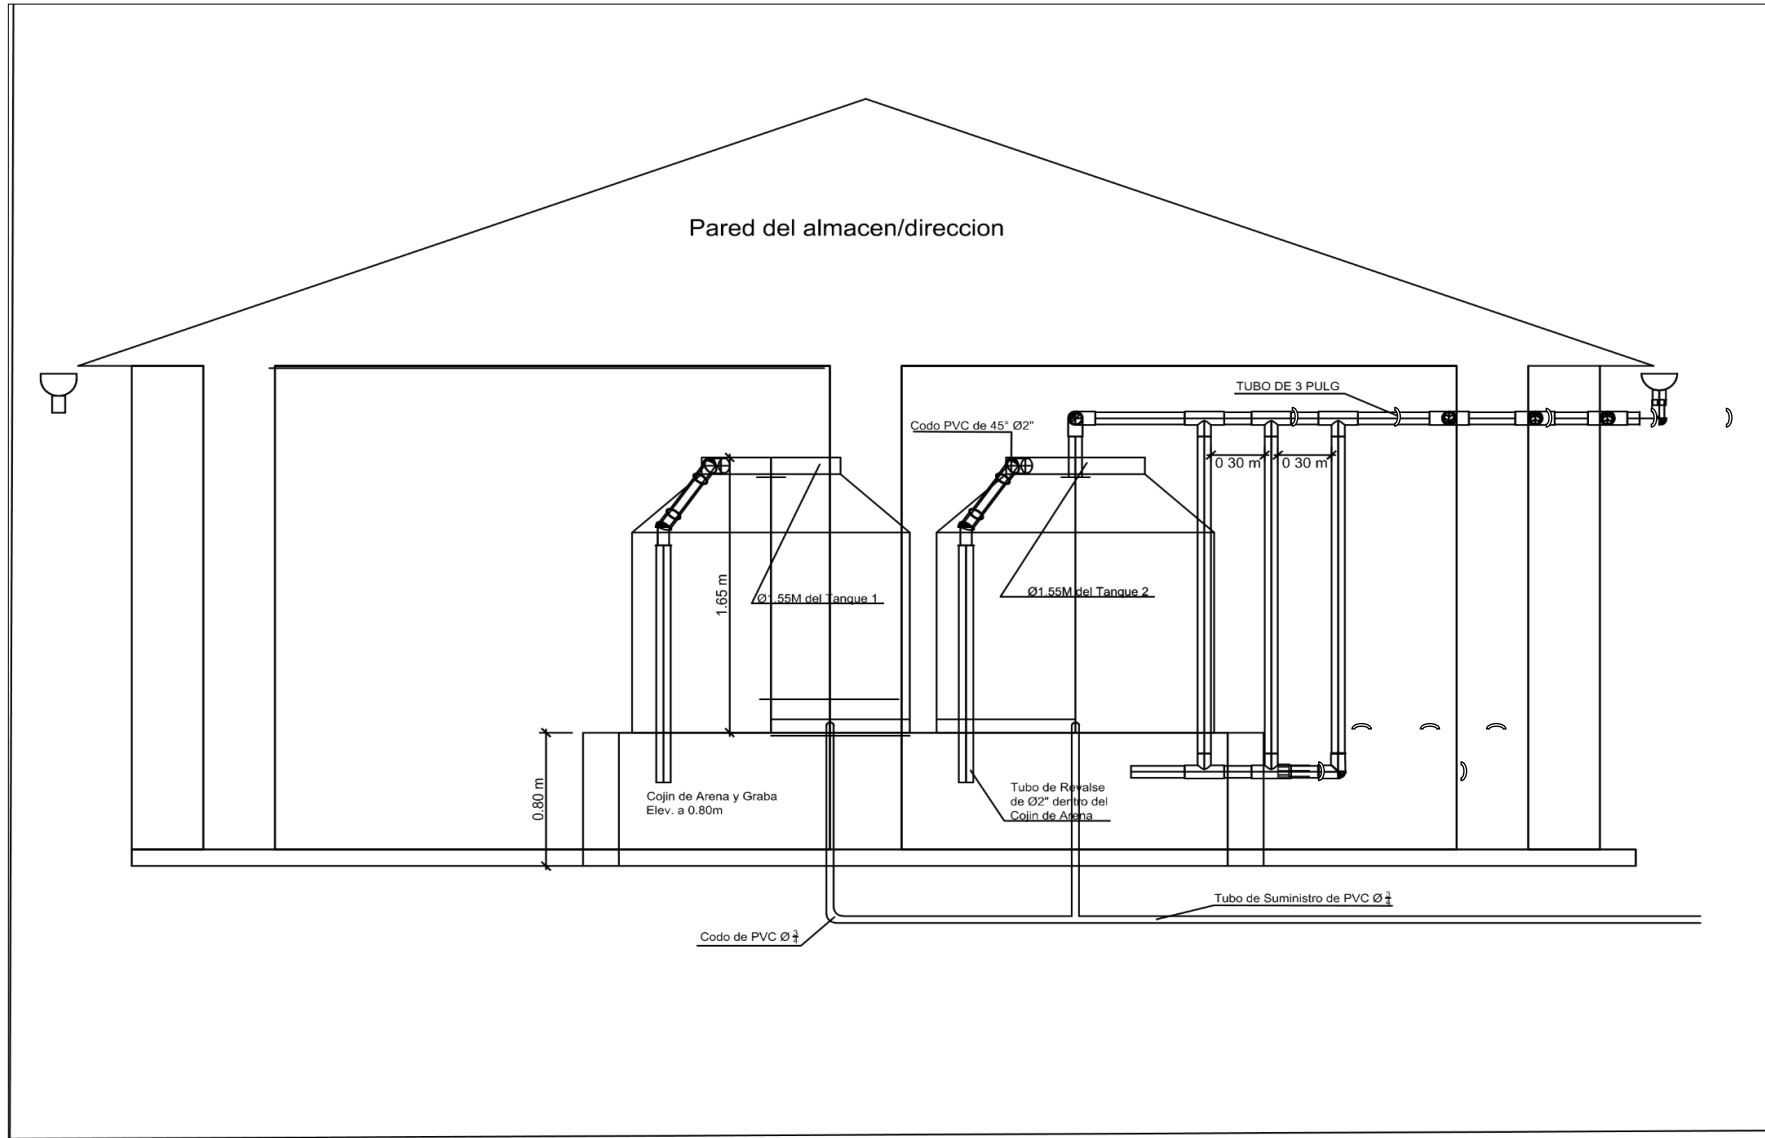 Pared del almacen/direccion
TUBO DE 3 PULG
Codo PVC de 45° Ø2"
0 30 m
0 30 m
1.65 m
Ø1.55M del Tanque 1
Ø1.55M del Tanque 2
0.80 m
Cojin de Arena y Graba
Elev. a 0.80m
Tubo de Revalse
de Ø2" dentro del
Cojin de Arena
Tubo de Suministro de PVC Ø 3/4
Codo de PVC Ø 3/4